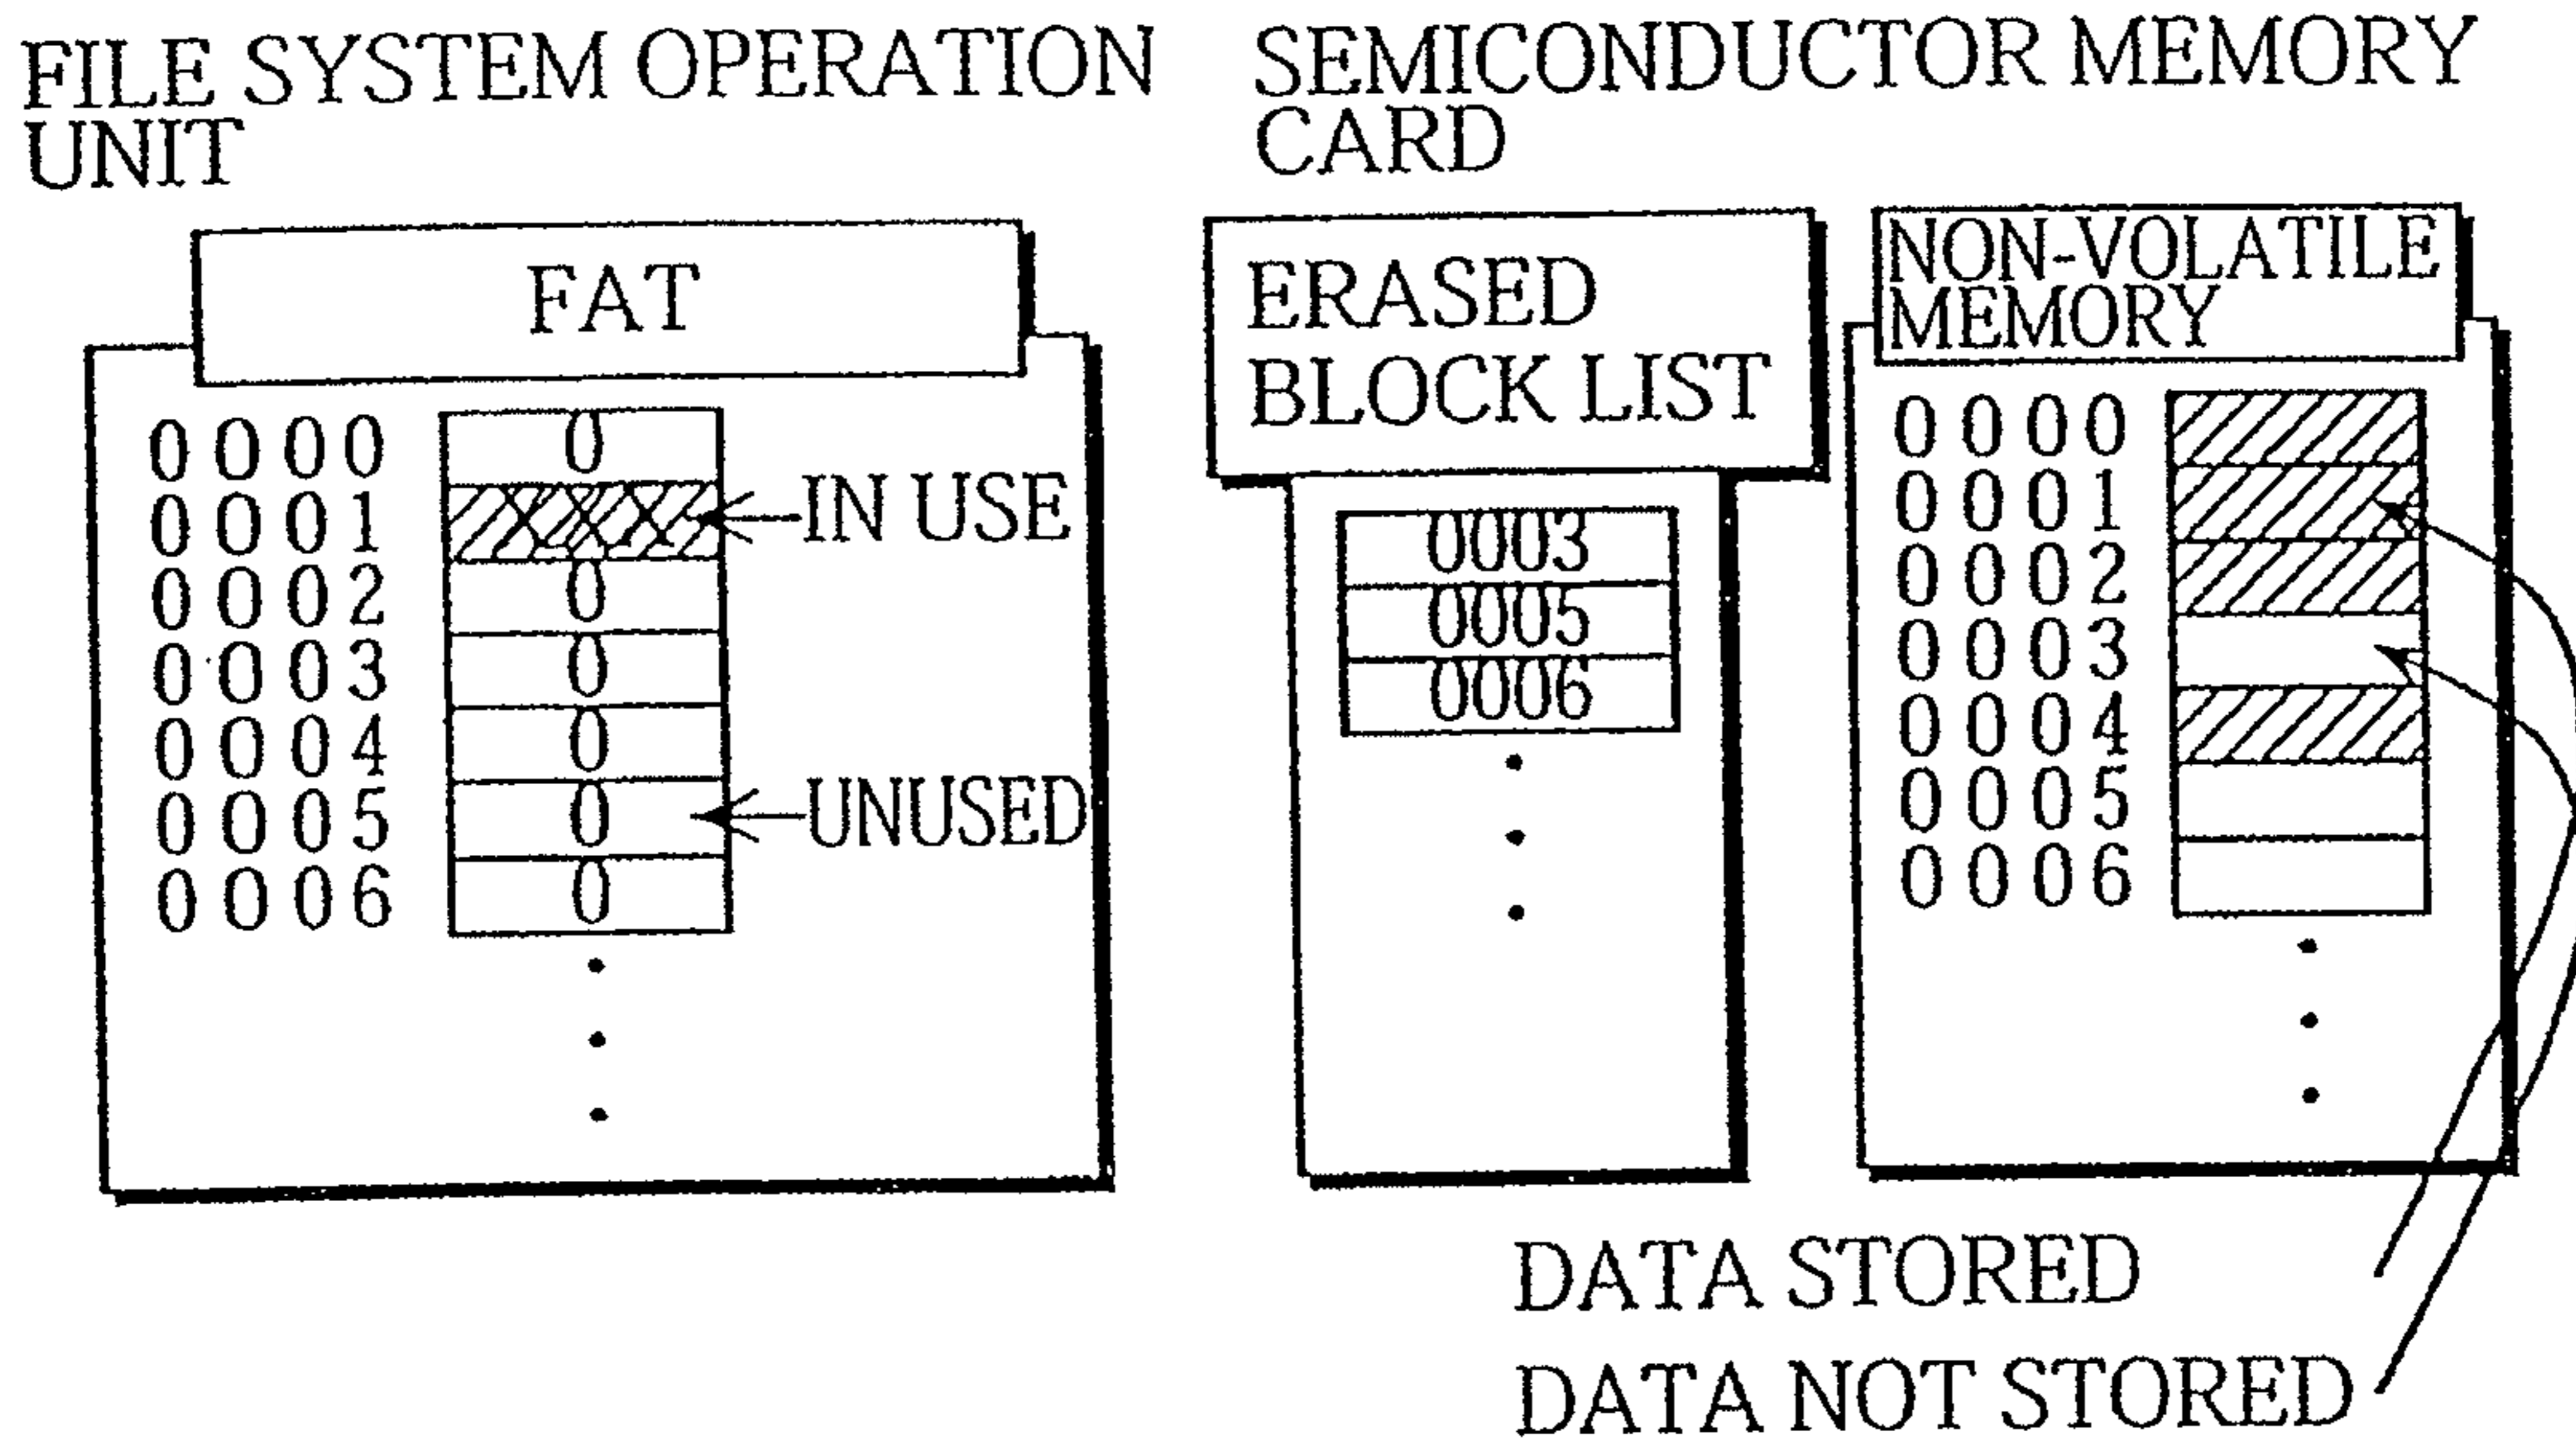 FILE SYSTEM OPERATION
UNIT
FAT
0000 0
0001 XXX
0002 0
0003 0
0004 0
0005 0
0006 0
IN USE
UNUSED
SEMICONDUCTOR MEMORY
CARD
ERASED
BLOCK LIST
0003
0005
0006
NON-VOLATILE
MEMORY
0000
0001
0002
0003
0004
0005
0006
DATA STORED
DATA NOT STORED